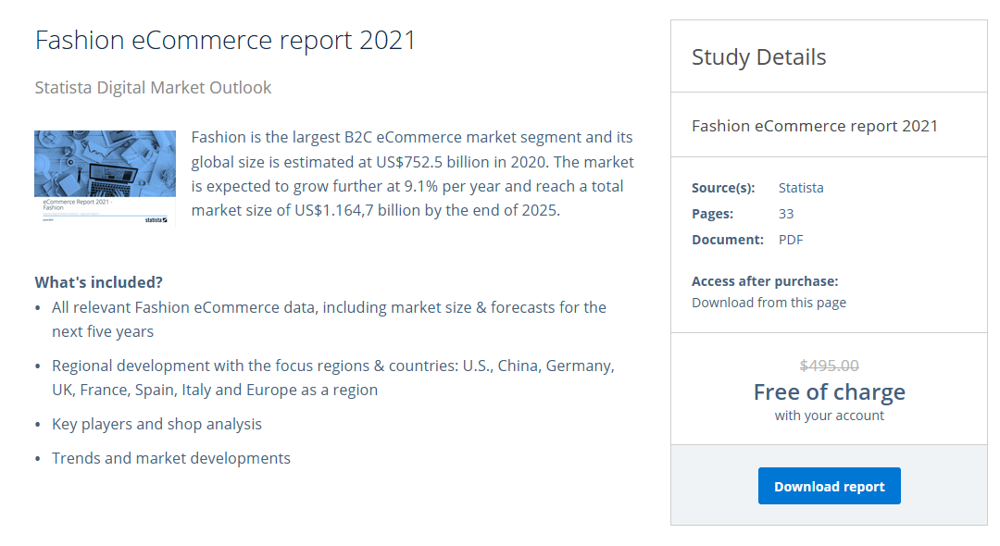 Fashion eCommerce report 2021
Statista Digital Market Outlook
eCommerce Report 2021 -
Fashion
statista
Fashion is the largest B2C eCommerce market segment and its
global size is estimated at US$752.5 billion in 2020. The market
is expected to grow further at 9.1% per year and reach a total
market size of US$1.164,7 billion by the end of 2025.
What's included?
• All relevant Fashion eCommerce data, including market size & forecasts for the
next five years
• Regional development with the focus regions & countries: U.S., China, Germany,
UK, France, Spain, Italy and Europe as a region
• Key players and shop analysis
• Trends and market developments
Study Details
Fashion eCommerce report 2021
Source(s): Statista
Pages: 33
Document: PDF
Access after purchase:
Download from this page
$495.00
Free of charge
with your account
Download report